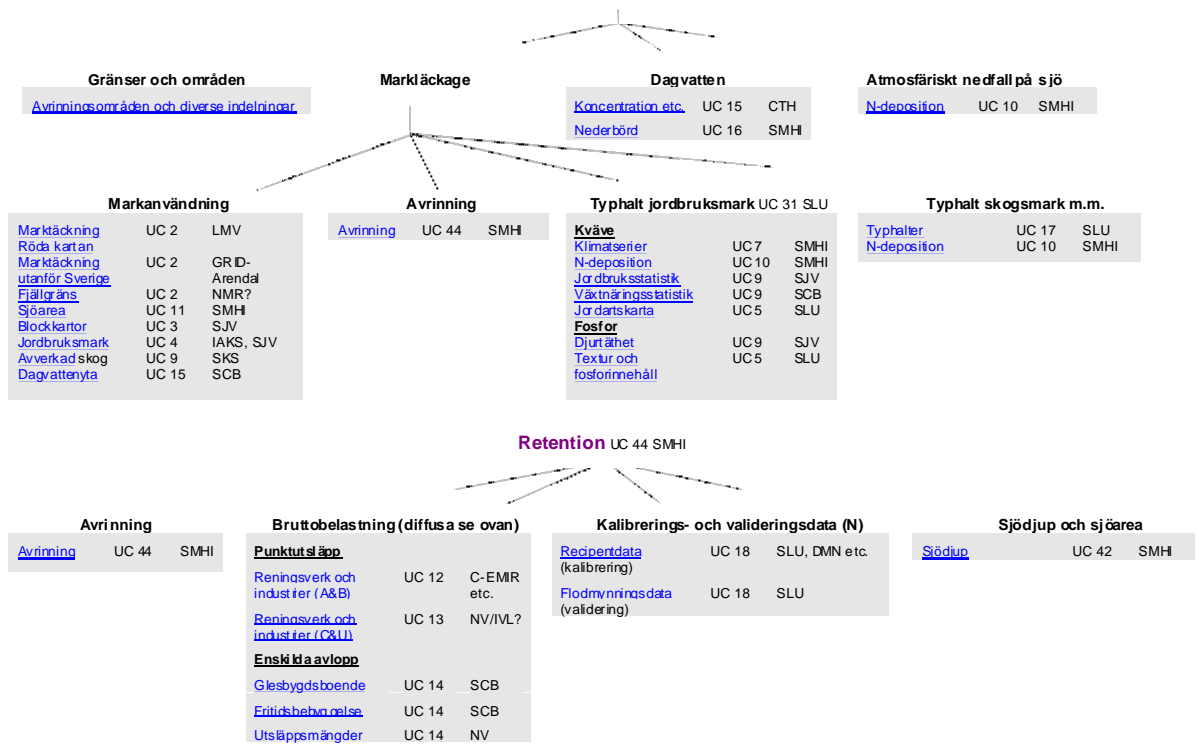 Gränser och områden
Avrinningsområden och diverse indelningar
Markläckage
Dagvatten
Koncentration etc. UC 15 CTH
Nederbörd UC 16 SMHI
Atmosfäriskt nedfall på sjö
N-deposition UC 10 SMHI
Markanvändning
Marktäckning UC 2 LMV
Röda kartan
Marktäckning UC 2 GRID-
utanför Sverige Arendal
Fjällgräns UC 2 NMR?
Sjöarea UC 11 SMHI
Blockkartor UC 3 SJV
Jordbruksmark UC 4 IAKS, SJV
Avverkad skog UC 9 SKS
Dagvattenyta UC 15 SCB
Avrinning
Avrinning UC 44 SMHI
Typhalt jordbruksmark UC 31 SLU
Kväve
Klimatserier UC 7 SMHI
N-deposition UC 10 SMHI
Jordbruksstatistik UC 9 SJV
Växtnäringsstatistik UC 9 SCB
Jordartskarta UC 5 SLU
Fosfor
Djurtäthet UC 9 SJV
Textur och UC 5 SLU
fosforinnehåll
Typhalt skogsmark m.m.
Typhalter UC 17 SLU
N-deposition UC 10 SMHI
Retention UC 44 SMHI
Avrinning
Avrinning UC 44 SMHI
Bruttobelastning (diffusa se ovan)
Punktutsläpp
Reningsverk och UC 12 C-EMIR
industrier (A&B) etc.
Reningsverk och UC 13 NV/IVL?
industrier (C&U)
Enskilda avlopp
Glesbygdsboende UC 14 SCB
Fritidsbebyggelse UC 14 SCB
Utsläppsmängder UC 14 NV
Kalibrerings- och valideringsdata (N)
Recipentdata UC 18 SLU, DMN etc.
(kalibrering)
Flodmynningsdata UC 18 SLU
(validering)
Sjödjup och sjöarea
Sjödjup UC 42 SMHI